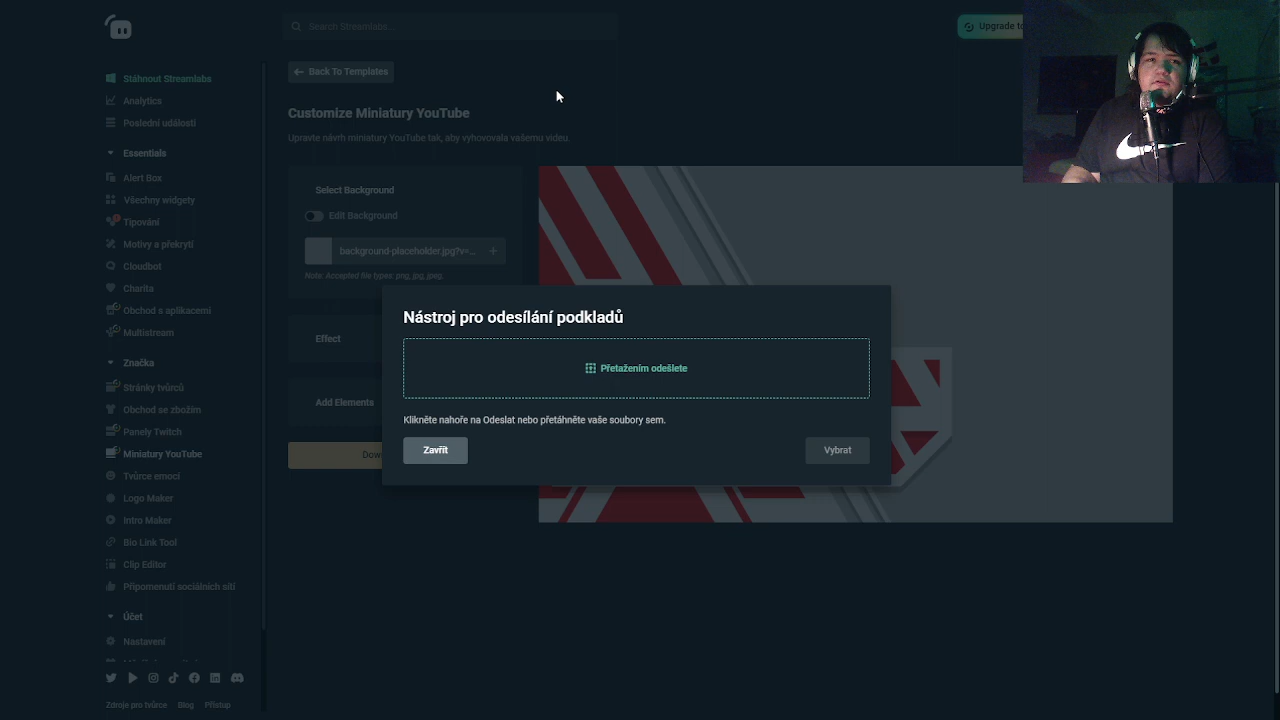 Search Streamlabs...
Upgrade to
Stáhnout Streamlabs
Analytics
Poslední události
Essentials
Alert Box
Všechny widgety
Tipování
Motivy a překrytí
Cloudbot
Charita
Obchod s aplikacemi
Multistream
Značka
Stránky tvůrců
Obchod se zbožím
Panely Twitch
Miniatury YouTube
Tvůrce emocí
Logo Maker
Intro Maker
Bio Link Tool
Clip Editor
Připomenutí sociálních sítí
Účet
Nastavení
Zdroje pro tvůrce Blog Přístup
Back To Templates
Customize Miniatury YouTube
Upravte návrh miniatury YouTube tak, aby vyhovovala vašemu videu.
Select Background
Edit Background
background-placeholder.jpg?v=...
Note: Accepted file types: png, jpg, jpeg.
Effect
Add Elements
Nástroj pro odesílání podkladů
Přetažením odešlete
Klikněte nahoře na Odeslat nebo přetáhněte vaše soubory sem.
Zavřít
Vybrat